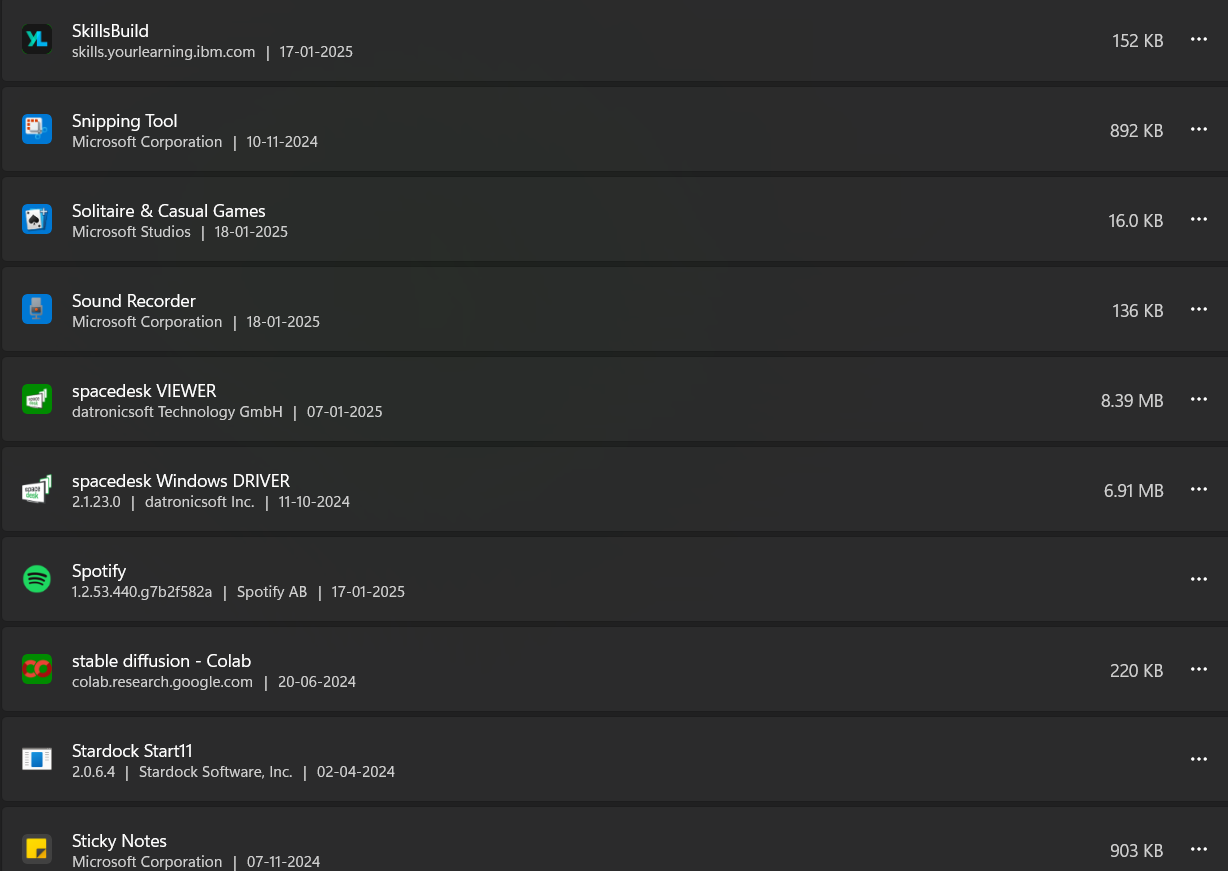 SkillsBuild
skills.yourlearning.ibm.com | 17-01-2025
152 KB
Snipping Tool
Microsoft Corporation | 10-11-2024
892 KB
Solitaire & Casual Games
Microsoft Studios | 18-01-2025
16.0 KB
Sound Recorder
Microsoft Corporation | 18-01-2025
136 KB
spacedesk VIEWER
datronicsoft Technology GmbH | 07-01-2025
8.39 MB
spacedesk Windows DRIVER
2.1.23.0 | datronicsoft Inc. | 11-10-2024
6.91 MB
Spotify
1.2.53.440.g7b2f582a | Spotify AB | 17-01-2025
stable diffusion - Colab
colab.research.google.com | 20-06-2024
220 KB
Stardock Start11
2.0.6.4 | Stardock Software, Inc. | 02-04-2024
Sticky Notes
Microsoft Corporation | 07-11-2024
903 KB